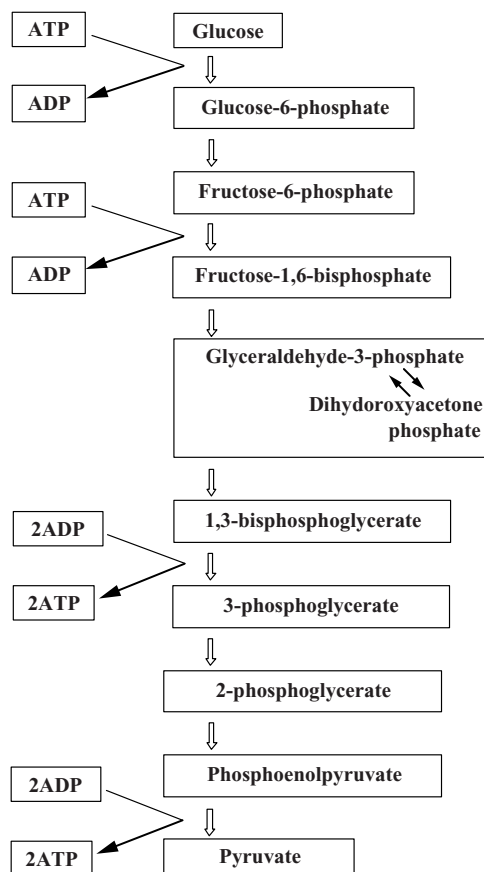 ATP
Glucose
ADP
Glucose-6-phosphate
ATP
Fructose-6-phosphate
ADP
Fructose-1,6-bisphosphate
Glyceraldehyde-3-phosphate
Dihydoroxyacetone
phosphate
2ADP
1,3-bisphosphoglycerate
2ATP
3-phosphoglycerate
2-phosphoglycerate
2ADP
Phosphoenolpyruvate
2ATP
Pyruvate